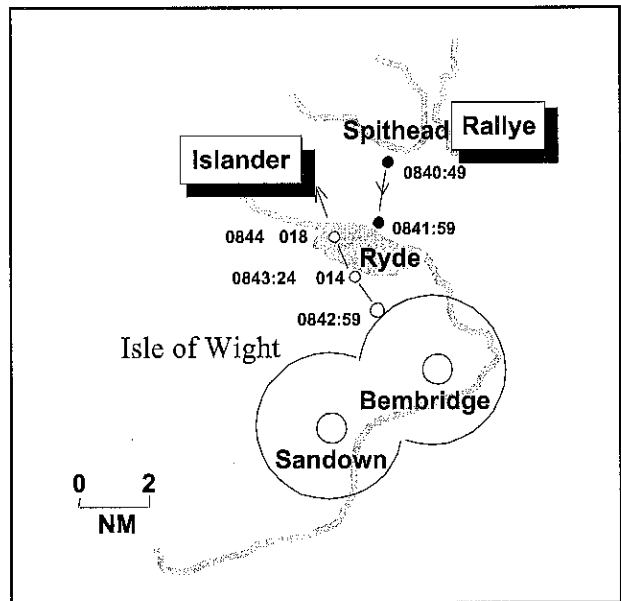 Spithead
Rallye
Islander
0840:49
0841:59
0844 018
Ryde
0843:24 014
0842:59
Isle of Wight
Bembridge
Sandown
0 2
NM